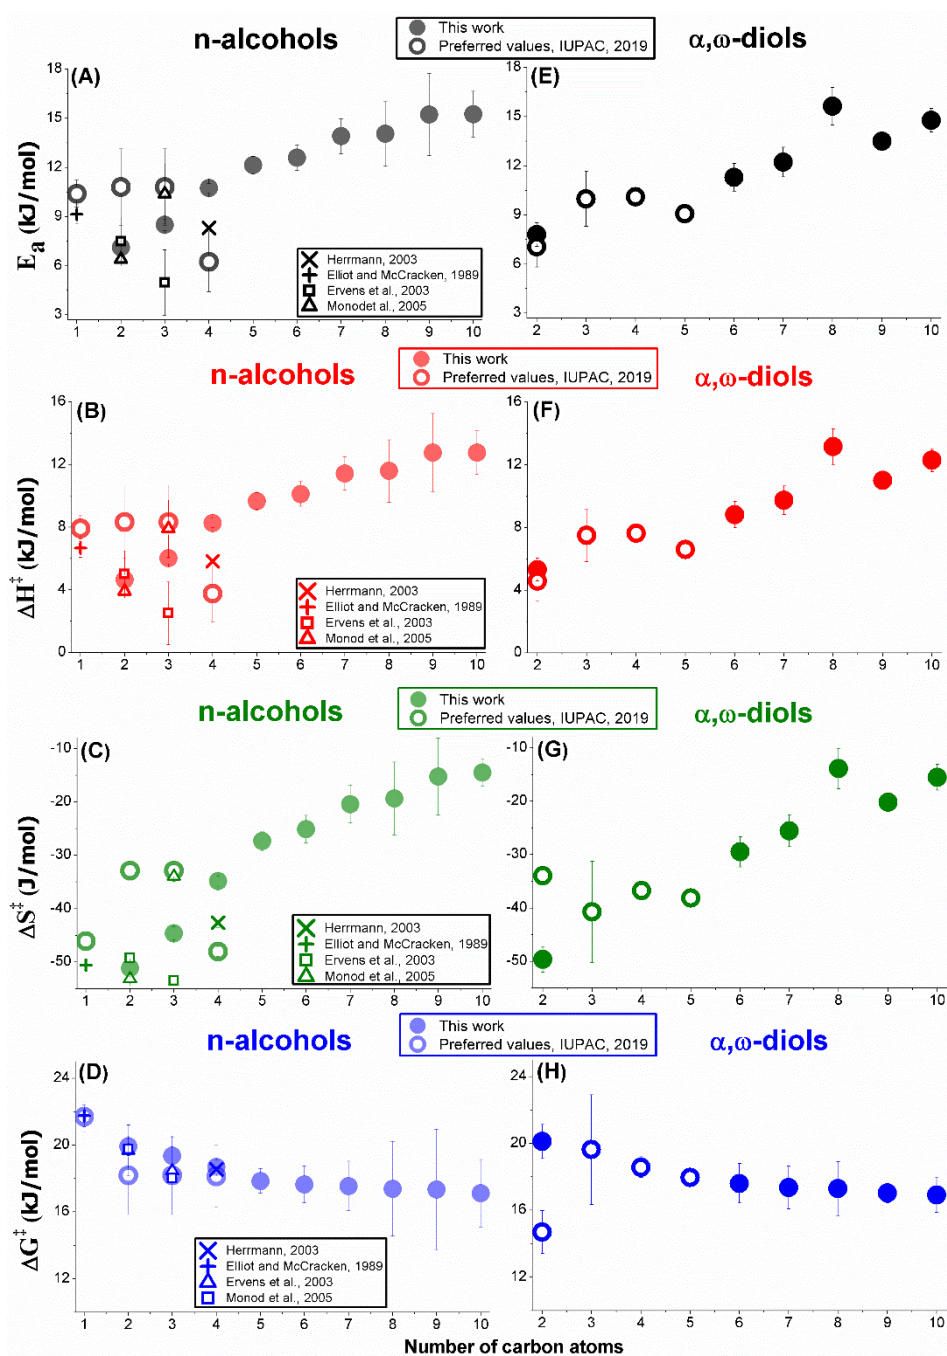 n-alcohols
This work
Preferred values, IUPAC, 2019
α,ω-diols
(A)
Ea (kJ/mol)
18
15
12
9
6
3
Herrmann, 2003
Elliot and McCracken, 1989
Ervens et al., 2003
Monodet al., 2005
1 2 3 4 5 6 7 8 9 10
(E)
18
15
12
9
6
3
2 3 4 5 6 7 8 9 10
n-alcohols
This work
Preferred values, IUPAC, 2019
α,ω-diols
(B)
ΔH‡ (kJ/mol)
16
12
8
4
0
Herrmann, 2003
Elliot and McCracken, 1989
Ervens et al., 2003
Monod et al., 2005
1 2 3 4 5 6 7 8 9 10
(F)
16
12
8
4
0
2 3 4 5 6 7 8 9 10
n-alcohols
This work
Preferred values, IUPAC, 2019
α,ω-diols
(C)
ΔS‡ (J/mol)
-10
-20
-30
-40
-50
Herrmann, 2003
Elliot and McCracken, 1989
Ervens et al., 2003
Monod et al., 2005
1 2 3 4 5 6 7 8 9 10
(G)
-10
-20
-30
-40
-50
2 3 4 5 6 7 8 9 10
n-alcohols
This work
Preferred values, IUPAC, 2019
α,ω-diols
(D)
ΔG‡ (kJ/mol)
24
20
16
12
Herrmann, 2003
Elliot and McCracken, 1989
Ervens et al., 2003
Monod et al., 2005
1 2 3 4 5 6 7 8 9 10
(H)
24
20
16
12
2 3 4 5 6 7 8 9 10
Number of carbon atoms